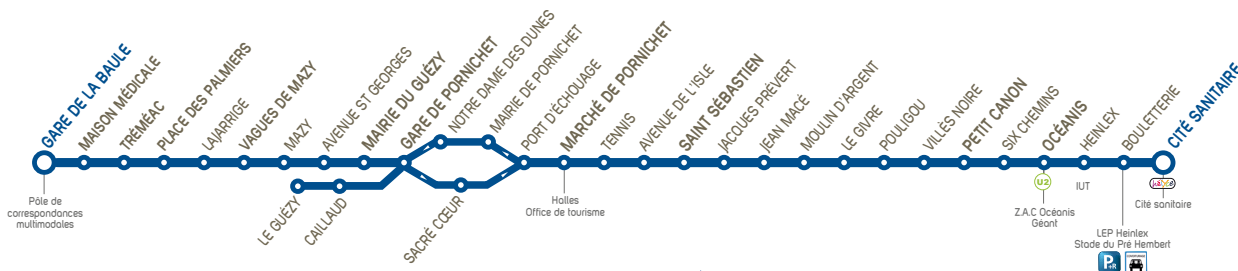 GARE DE LA BAULE
MAISON MÉDICALE
TRÉMÉAC
PLACE DES PALMIERS
LAJARRIGE
VAGUES DE MAZY
MAZY
AVENUE ST GEORGES
MAIRIE DU GUÉZY
GARE DE PORNICHET
NOTRE DAME DES DUNES
MAIRIE DE PORNICHET
PORT D'ÉCHOUAGE
MARCHÉ DE PORNICHET
TENNIS
AVENUE DE L'ISLE
SAINT SÉBASTIEN
JACQUES PRÉVERT
JEAN MACÉ
MOULIN D'ARGENT
LE GIVRE
POULIGOU
VILLÈS NOIRE
PETIT CANON
SIX CHEMINS
OCÉANIS
HEINLEX
BOULETTERIE
CITÉ SANITAIRE
LE GUÉZY
CAILLAUD
SACRÉ CŒUR
Pôle de
correspondances
multimodales
Halles
Office de tourisme
U2
Z.A.C Océanis
Géant
IUT
LEP Heinlex
Stade du Pré Hembert
P+R
hélYce
Cité sanitaire